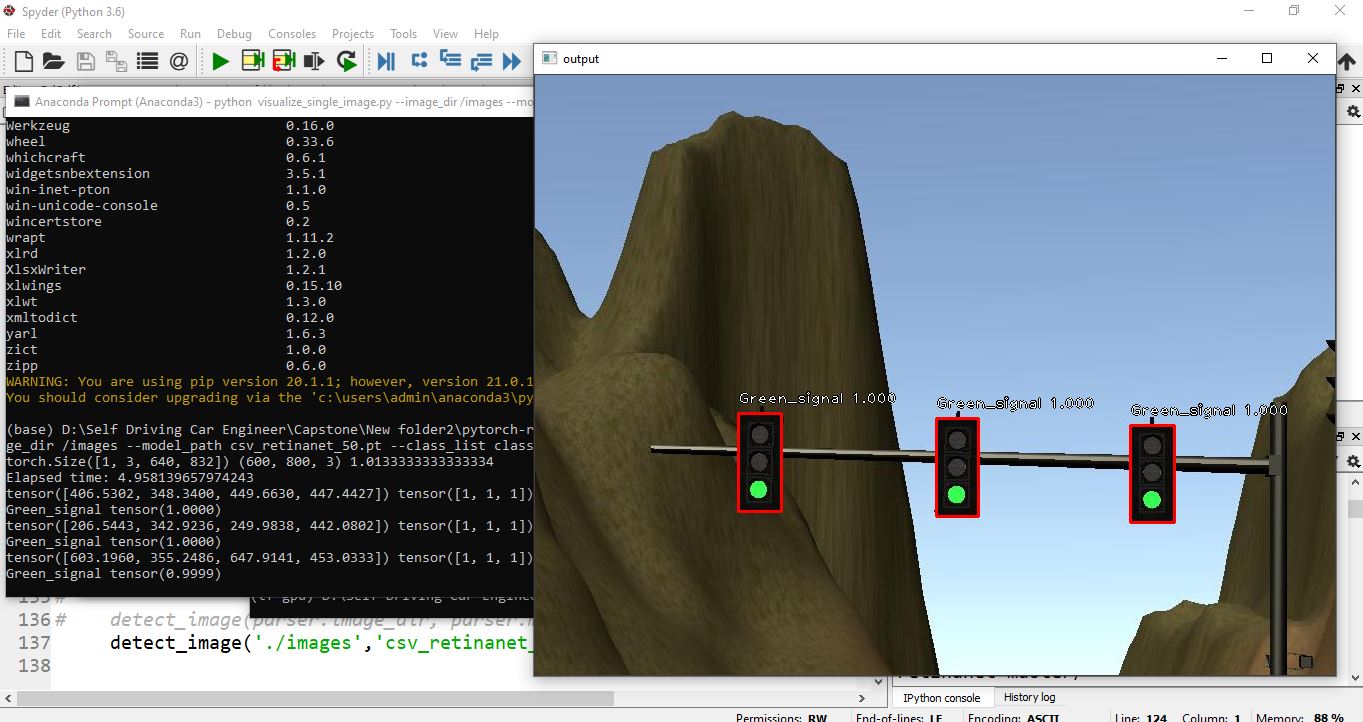 Spyder (Python 3.6)
File Edit Search Source Run Debug Consoles Projects Tools View Help
output
Anaconda Prompt (Anaconda3) - python visualize_single_image.py --image_dir /images --mo
Werkzeug 0.16.0
wheel 0.33.6
whichcraft 0.6.1
widgetsnbextension 3.5.1
win-inet-pton 1.1.0
win-unicode-console 0.5
wincertstore 0.2
wrapt 1.11.2
xlrd 1.2.0
XlsxWriter 1.2.1
xlwings 0.15.10
xlwt 1.3.0
xmltodict 0.12.0
yarl 1.6.3
zict 1.0.0
zipp 0.6.0
WARNING: You are using pip version 20.1.1; however, version 21.0.1
You should consider upgrading via the 'c:\users\admin\anaconda3\py
(base) D:\Self Driving Car Engineer\Capstone\New folder2\pytorch-r
ge_dir /images --model_path csv_retinanet_50.pt --class_list class
torch.Size([1, 3, 640, 832]) (600, 800, 3) 1.0133333333333334
Elapsed time: 4.958139657974243
tensor([406.5302, 348.3400, 449.6630, 447.4427]) tensor([1, 1, 1])
Green_signal tensor(1.0000)
tensor([206.5443, 342.9236, 249.9838, 442.0802]) tensor([1, 1, 1])
Green_signal tensor(1.0000)
tensor([603.1960, 355.2486, 647.9141, 453.0333]) tensor([1, 1, 1])
Green_signal tensor(0.9999)
Green_signal 1.000
Green_signal 1.000
Green_signal 1.000
136 # detect_image(parser.image_dir, parser.
137 detect_image('./images','csv_retinanet_
138
IPython console History log
Permissions: RW End-of-lines: LF Encoding: ASCII Line: 124 Column: 1 Memory: 88 %